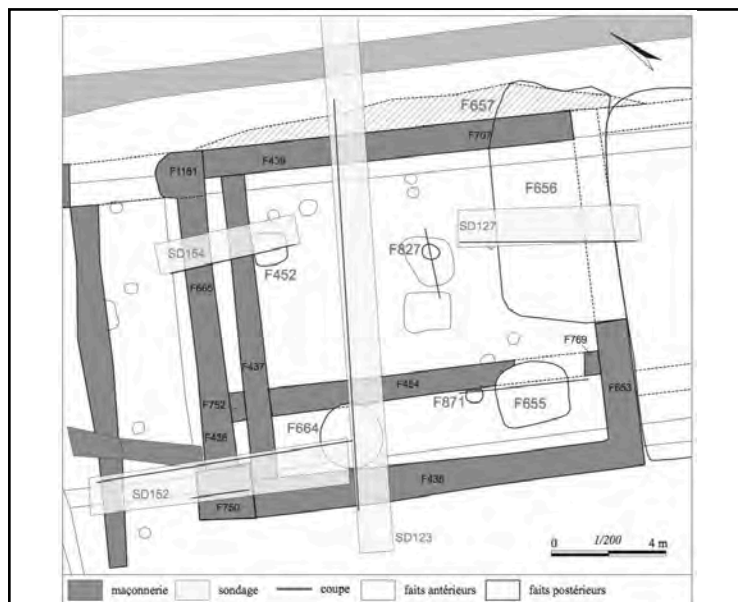 F657
F707
F439
F1161
F656
SD127
F827
SD154
F452
F665
F437
F769
F454
F653
F752
F871
F655
F664
F456
F436
SD152
F750
SD123
0 1/200 4 m
maçonnerie sondage coupe faits antérieurs faits postérieurs